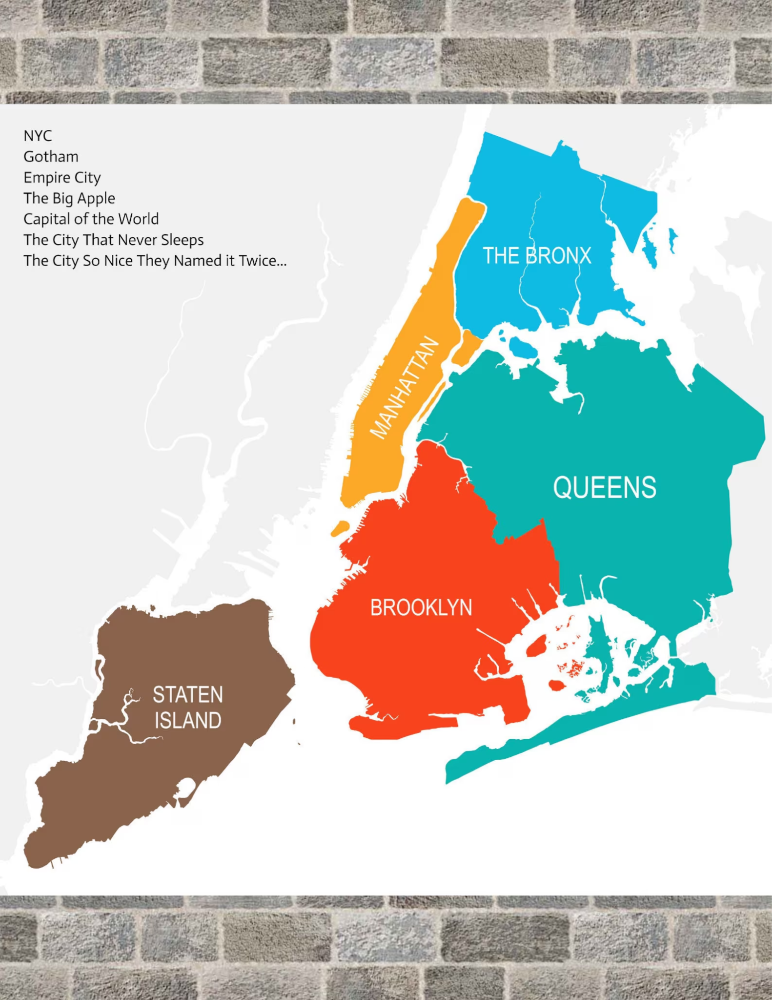 NYC
Gotham
Empire City
The Big Apple
Capital of the World
The City That Never Sleeps
The City So Nice They Named it Twice...
THE BRONX
MANHATTAN
QUEENS
BROOKLYN
STATEN
ISLAND